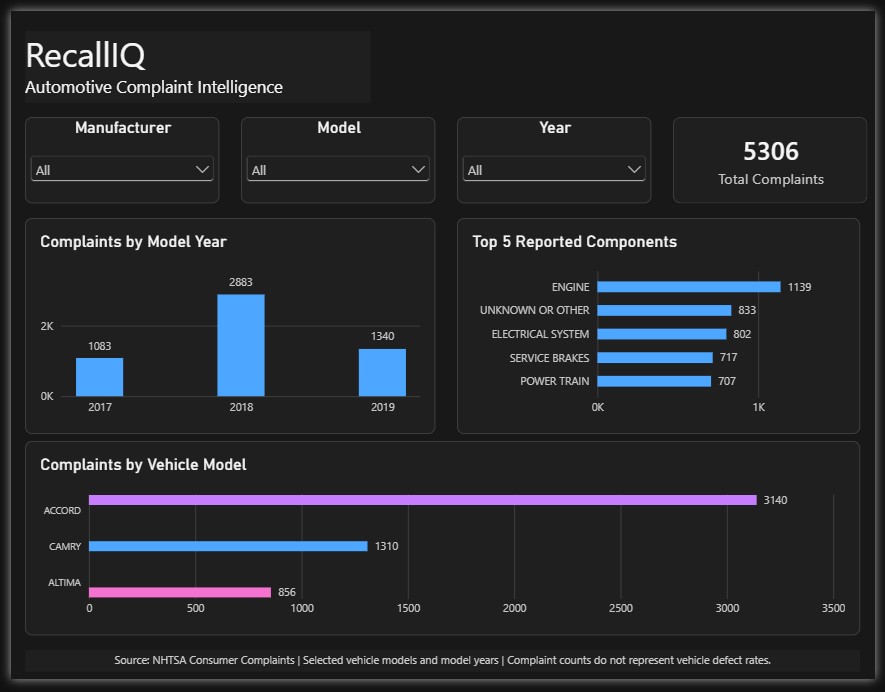 RecallIQ
Automotive Complaint Intelligence
Manufacturer
All
Model
All
Year
All
5306
Total Complaints
Complaints by Model Year
2K
0K
1083
2883
1340
2017
2018
2019
Top 5 Reported Components
ENGINE 1139
UNKNOWN OR OTHER 833
ELECTRICAL SYSTEM 802
SERVICE BRAKES 717
POWER TRAIN 707
0K 1K
Complaints by Vehicle Model
ACCORD 3140
CAMRY 1310
ALTIMA 856
0 500 1000 1500 2000 2500 3000 3500
Source: NHTSA Consumer Complaints | Selected vehicle models and model years | Complaint counts do not represent vehicle defect rates.